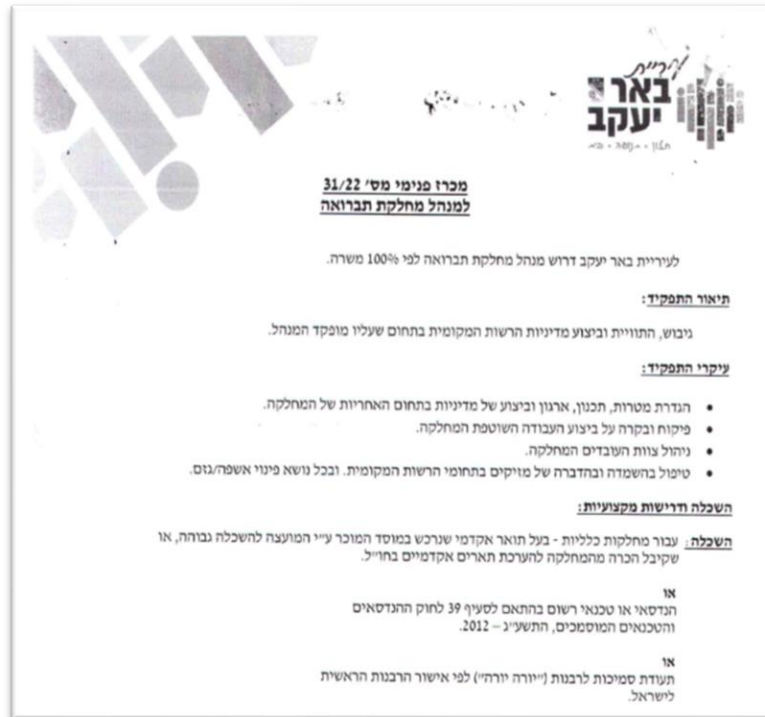 עיריית
באר
יעקב
מכרז פנימי מס' 31/22
למנהל מחלקת תברואה
לעיריית באר יעקב דרוש מנהל מחלקת תברואה לפי 100% משרה.
תיאור התפקיד:
גיבוש, התוויית וביצוע מדיניות הרשות המקומית בתחום שעליו מופקד המנהל.
עיקרי התפקיד:
• הגדרת מטרות, תכנון, ארגון וביצוע של מדיניות בתחום האחריות של המחלקה.
• פיקוח ובקרה על ביצוע העבודה השוטפת המחלקה.
• ניהול צוות העובדים המחלקה.
• טיפול בהשמדה ובהדברה של מזיקים בתחומי הרשות המקומית. ובכל נושא פינוי אשפה/גזם.
השכלה ודרישות מקצועיות:
השכלה: עבור מחלקות כלליות - בעל תואר אקדמי שנרכש במוסד המוכר ע״י המועצה להשכלה גבוהה, או
שקיבל הכרה מהמחלקה להערכת תארים אקדמיים בחו״ל.
או
הנדסאי או טכנאי רשום בהתאם לסעיף 39 לחוק ההנדסאים
והטכנאים המוסמכים, התשע״ג – 2012.
או
תעודת סמיכות לרבנות (״יורה יורה״) לפי אישור הרבנות הראשית
לישראל.